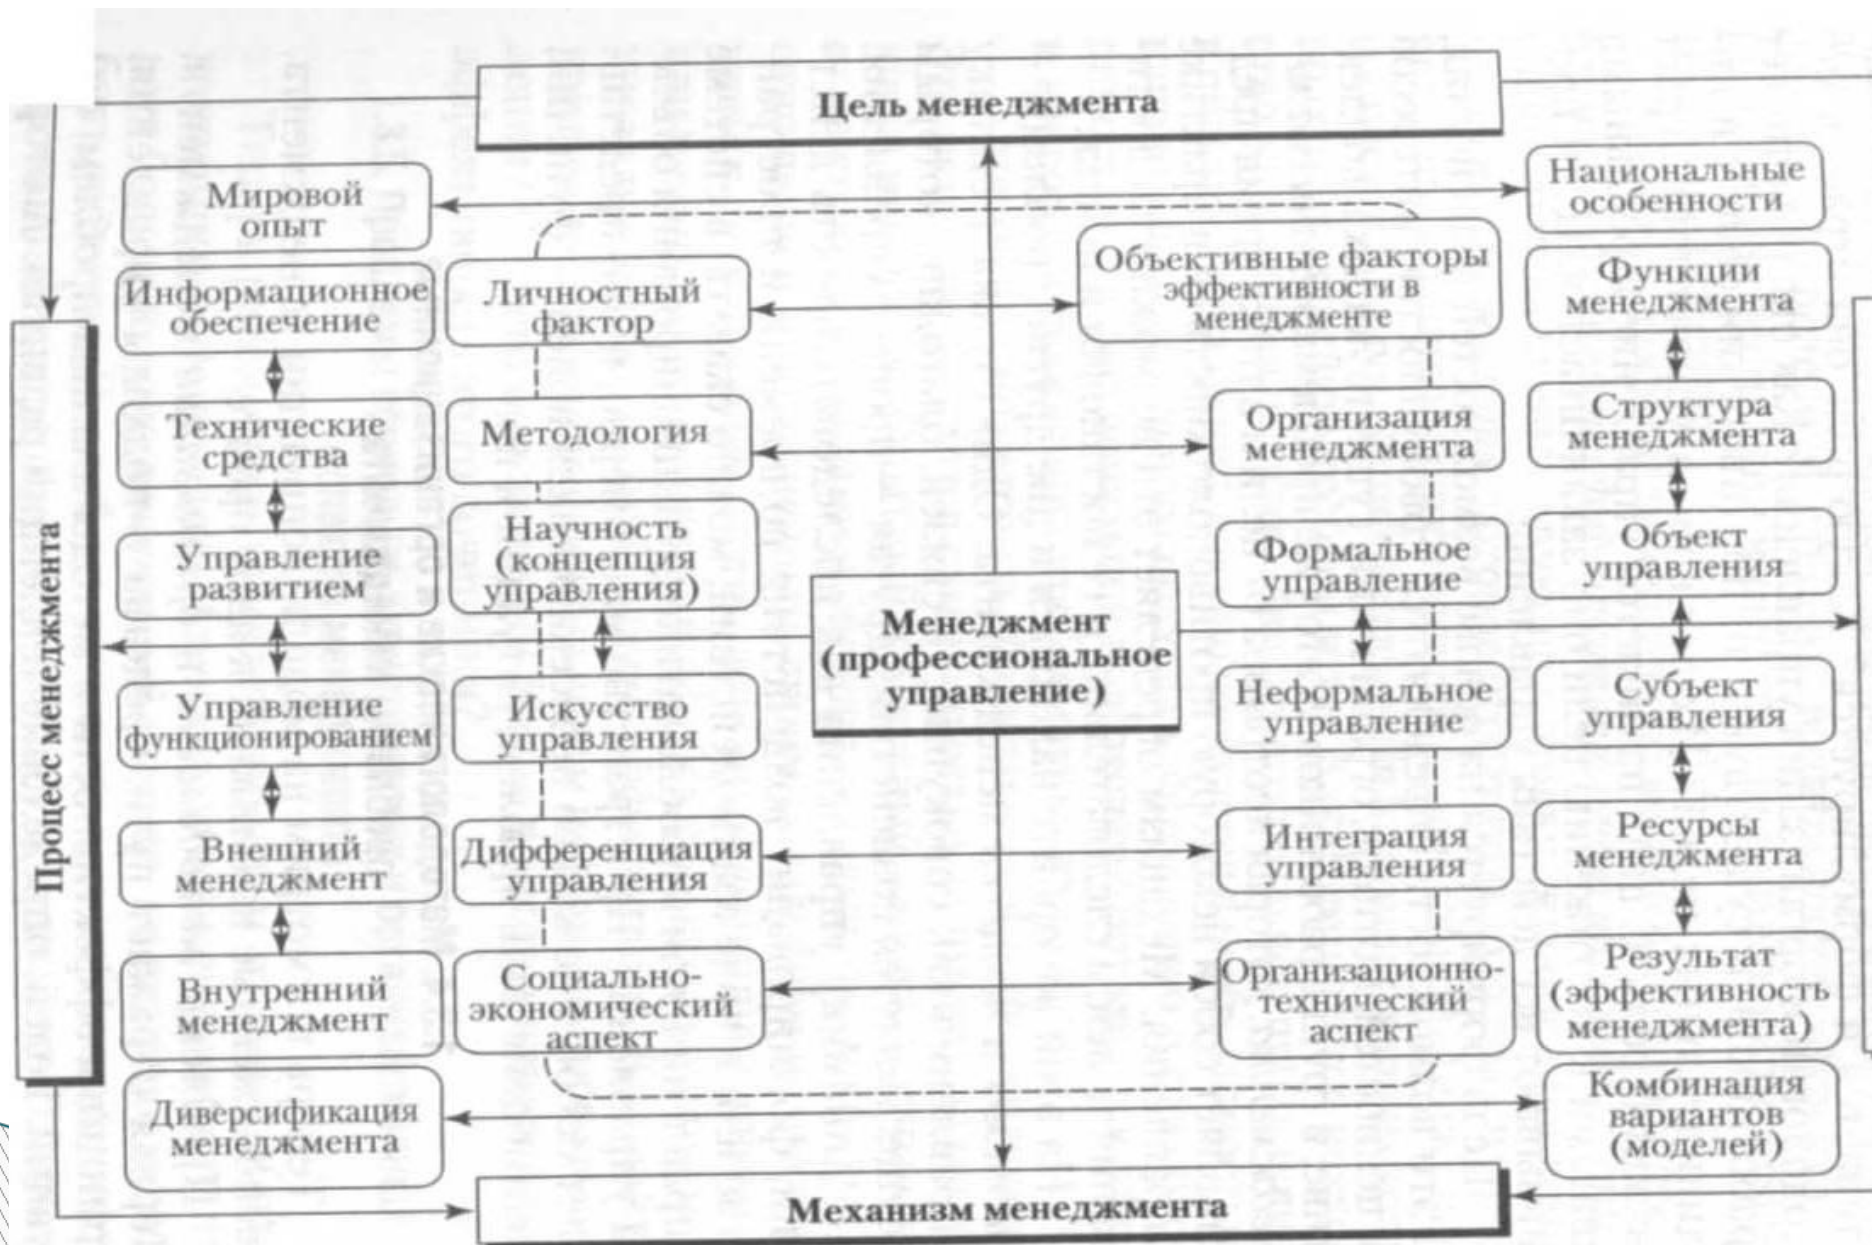 Цель менеджмента
Мировой
опыт
Национальные
особенности
Информационное
обеспечение
Личностный
фактор
Объективные факторы
эффективности в
менеджменте
Функции
менеджмента
Технические
средства
Методология
Организация
менеджмента
Структура
менеджмента
Процесс менеджмента
Управление
развитием
Научность
(концепция
управления)
Менеджмент
(профессиональное
управление)
Формальное
управление
Объект
управления
Управление
функционированием
Искусство
управления
Неформальное
управление
Субъект
управления
Внешний
менеджмент
Дифференциация
управления
Интеграция
управления
Ресурсы
менеджмента
Внутренний
менеджмент
Социально-
экономический
аспект
Организационно-
технический
аспект
Результат
(эффективность
менеджмента)
Диверсификация
менеджмента
Комбинация
вариантов
(моделей)
Механизм менеджмента